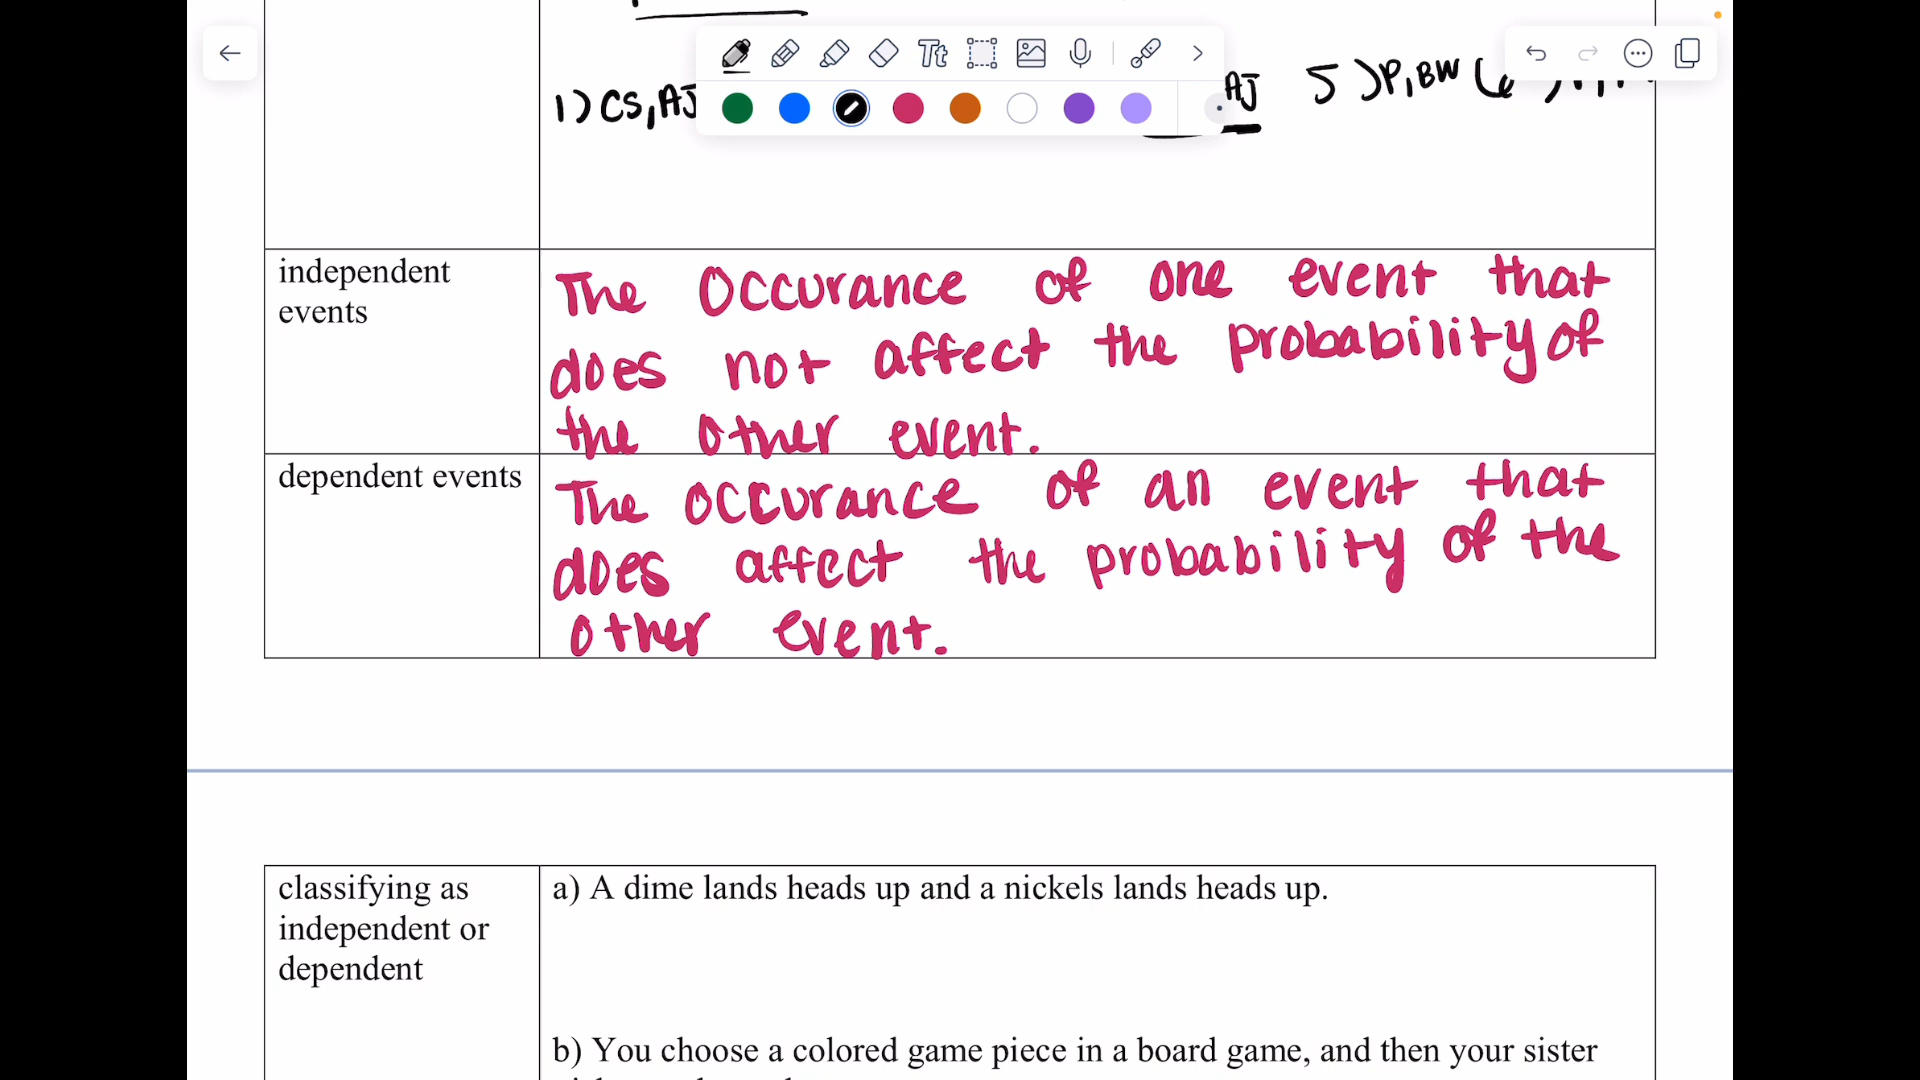 1) CS, AJ
AJ 5) P, BW
independent
events
The Occurance of one event that
does not affect the probability of
the other event.
dependent events
The occurance of an event that
does affect the probability of the
other event.
classifying as
independent or
dependent
a) A dime lands heads up and a nickels lands heads up.
b) You choose a colored game piece in a board game, and then your sister